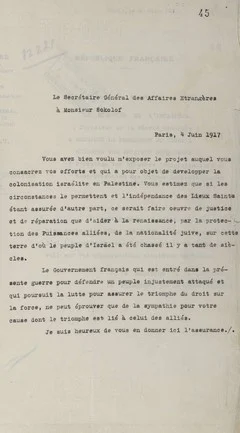 45
Le Secrétaire Général des Affaires Etrangères
à Monsieur Sokolof
Paris, 4 Juin 1917
Vous avez bien voulu m'exposer le projet auquel vous
consacrez vos efforts et qui a pour objet de développer la
colonisation israélite en Palestine. Vous estimez que si les
circonstances le permettent et l'indépendance des Lieux Saints
étant assurée d'autre part, ce serait faire oeuvre de justice
et de réparation que d'aider à la renaissance, par la protec-
tion des Puissances alliées, de la nationalité juive, sur cette
terre d'où le peuple d'Israël a été chassé il y a tant de siè-
cles.
Le Gouvernement français qui est entré dans la pré-
sente guerre pour défendre un peuple injustement attaqué et
qui poursuit la lutte pour assurer le triomphe du droit sur
la force, ne peut éprouver que de la sympathie pour votre
cause dont le triomphe est lié à celui des alliés.
Je suis heureux de vous en donner ici l'assurance./.